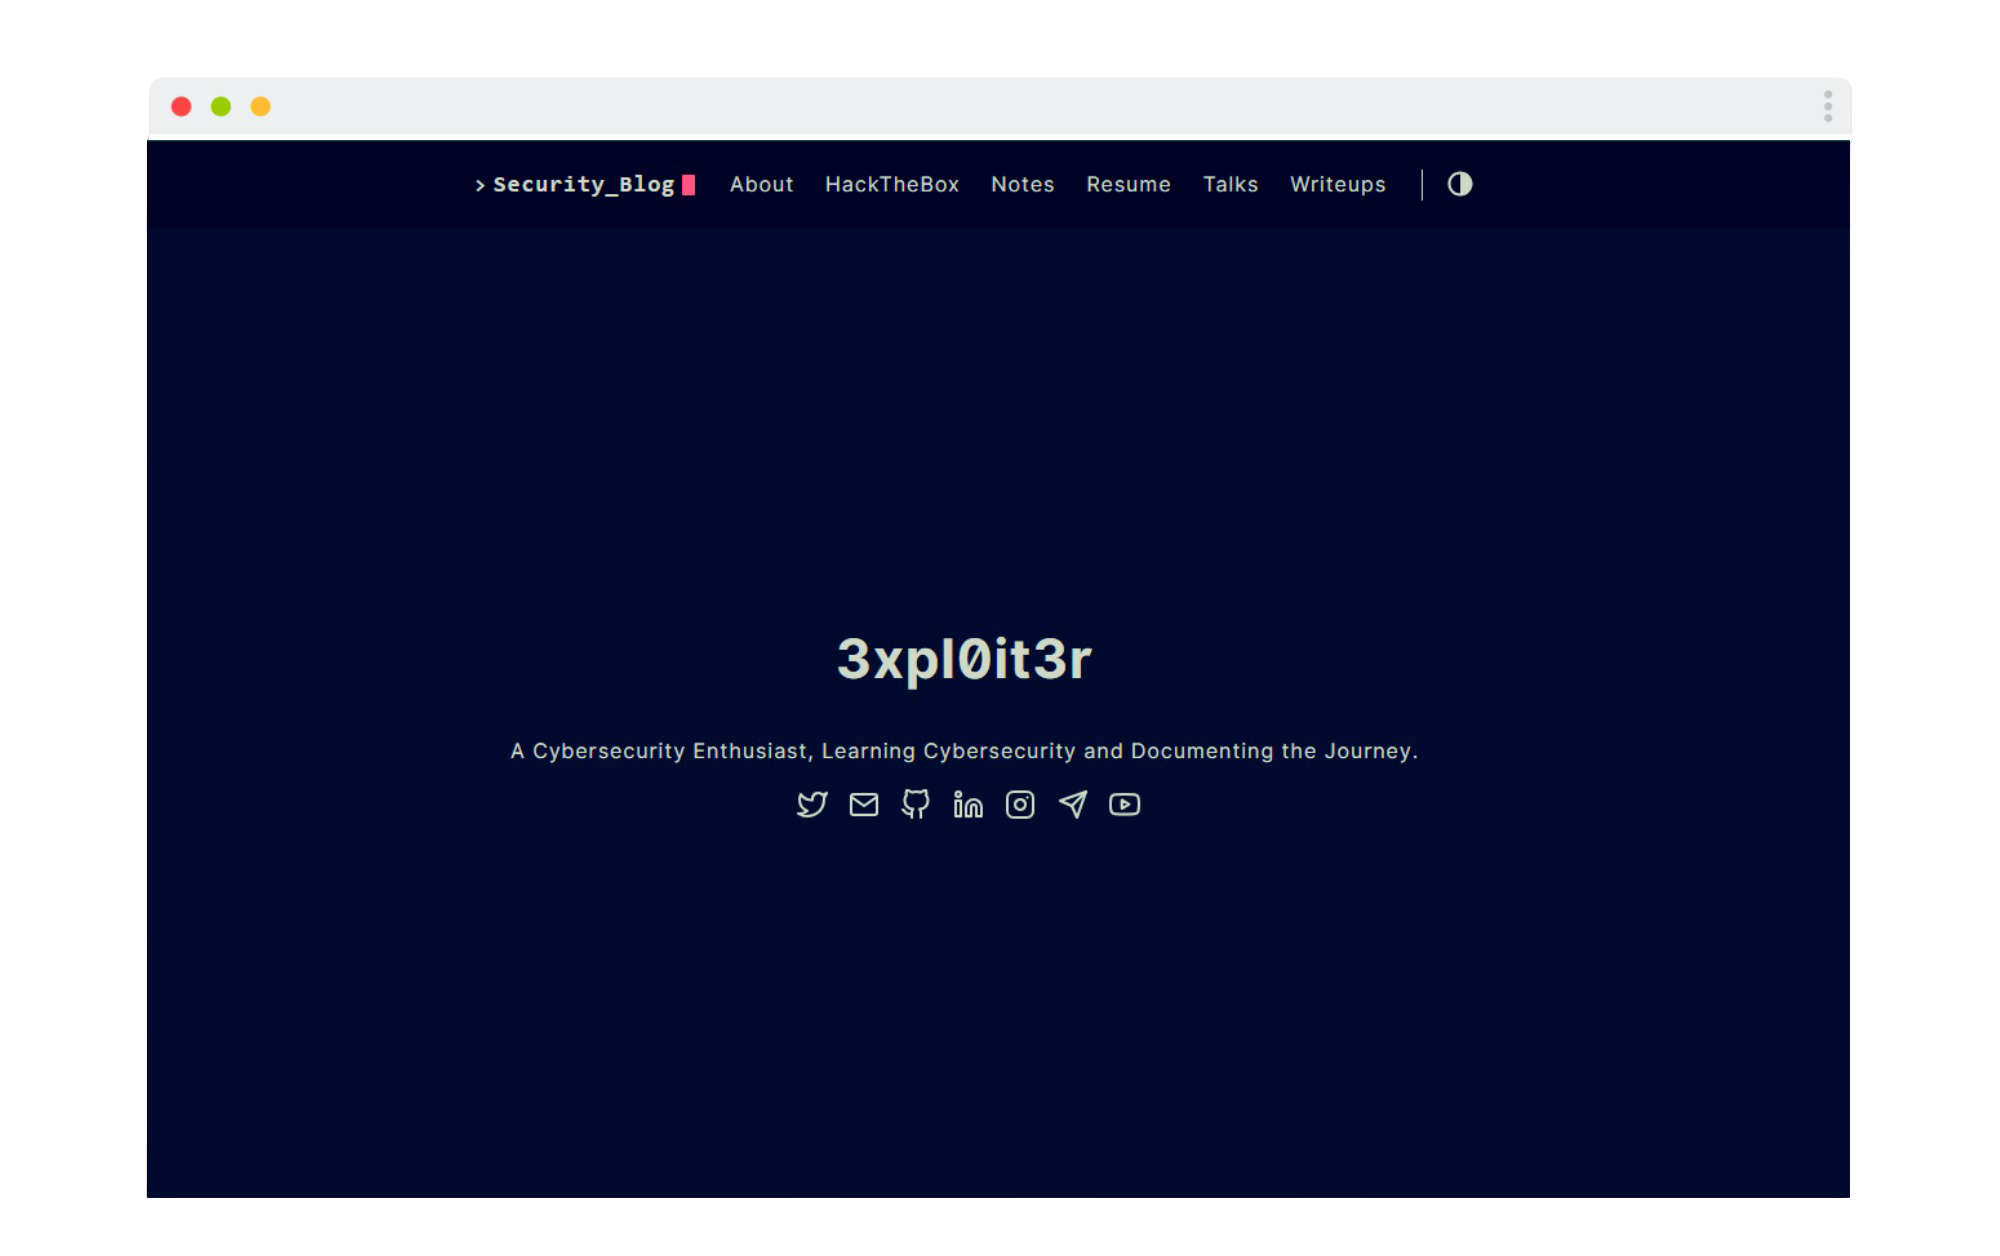 > Security_Blog About HackTheBox Notes Resume Talks Writeups
3xpl0it3r
A Cybersecurity Enthusiast, Learning Cybersecurity and Documenting the Journey.